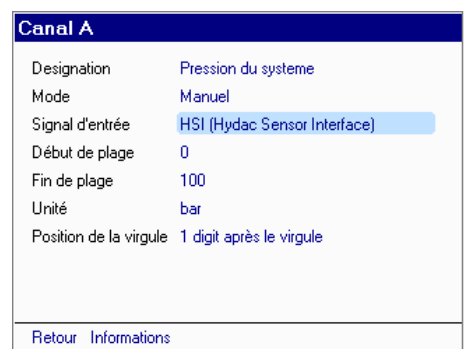 Canal A
Designation Pression du systeme
Mode Manuel
Signal d'entrée HSI (Hydac Sensor Interface)
Début de plage 0
Fin de plage 100
Unité bar
Position de la virgule 1 digit après le virgule
Retour Informations